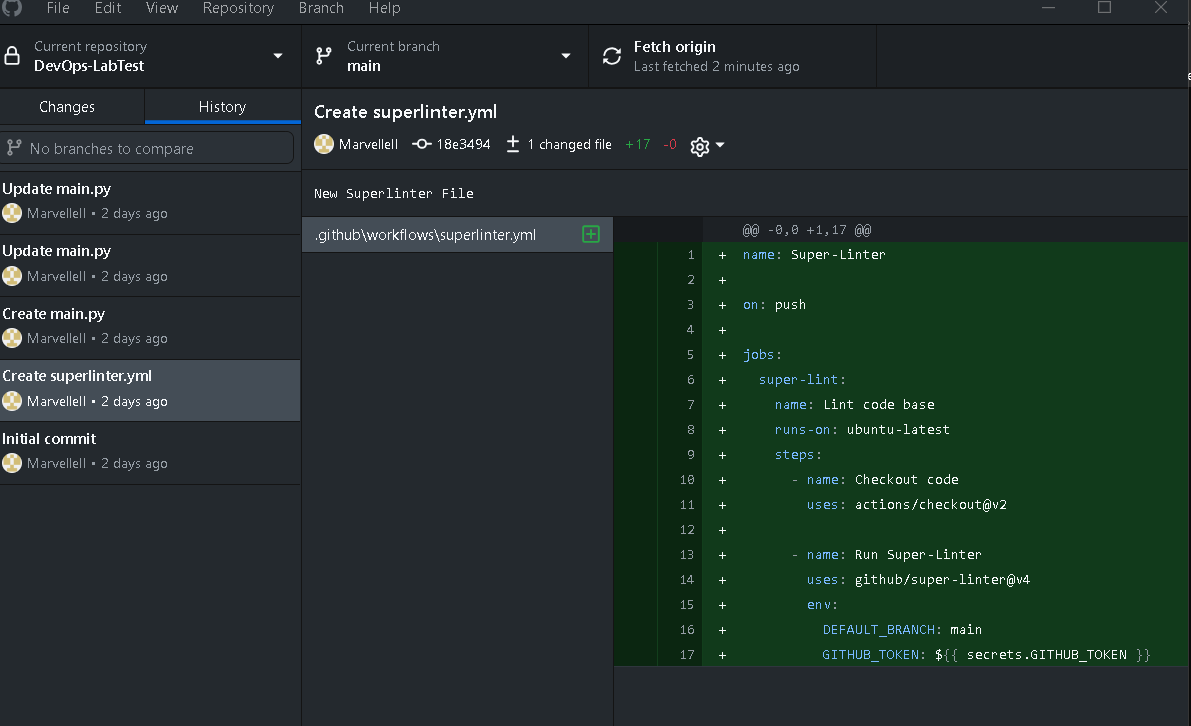 File Edit View Repository Branch Help
Current repository
DevOps-LabTest
Current branch
main
Fetch origin
Last fetched 2 minutes ago
Changes
History
No branches to compare
Update main.py
Marvellell • 2 days ago
Update main.py
Marvellell • 2 days ago
Create main.py
Marvellell • 2 days ago
Create superlinter.yml
Marvellell • 2 days ago
Initial commit
Marvellell • 2 days ago
Create superlinter.yml
Marvellell 18e3494 1 changed file +17 -0
New Superlinter File
.github\workflows\superlinter.yml
@@ -0,0 +1,17 @@
1 + name: Super-Linter
2 +
3 + on: push
4 +
5 + jobs:
6 + super-lint:
7 + name: Lint code base
8 + runs-on: ubuntu-latest
9 + steps:
10 + - name: Checkout code
11 + uses: actions/checkout@v2
12 +
13 + - name: Run Super-Linter
14 + uses: github/super-linter@v4
15 + env:
16 + DEFAULT_BRANCH: main
17 + GITHUB_TOKEN: ${{ secrets.GITHUB_TOKEN }}